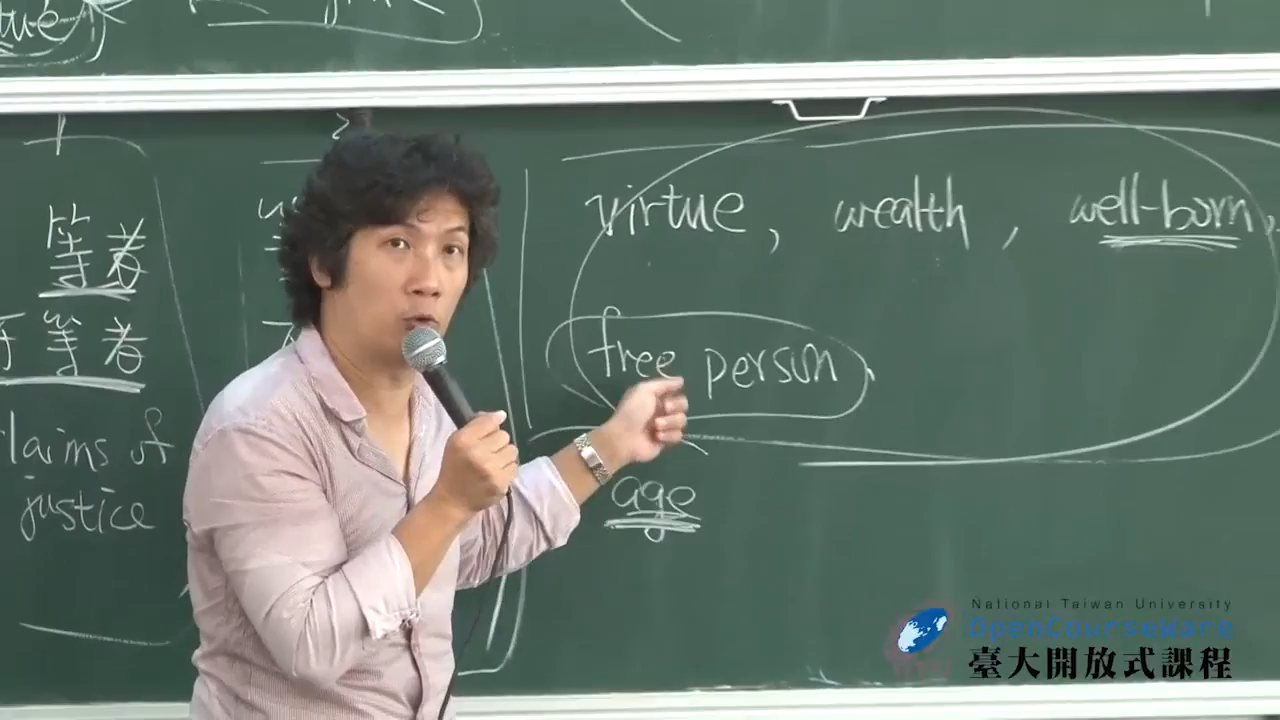 virtue, wealth, well-born,
等者
free person
等者
claims of
justice
age
National Taiwan University
OpenCourseWare
臺大開放式課程